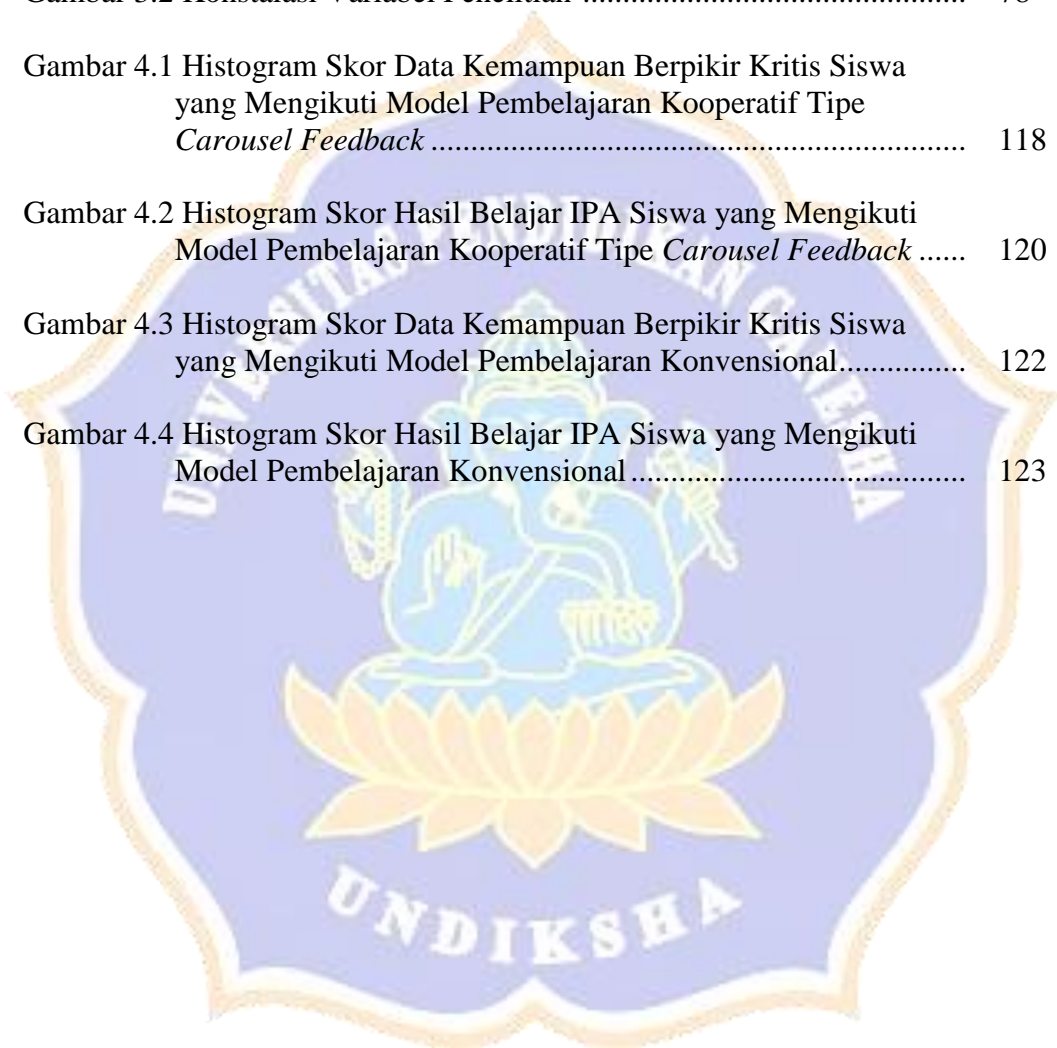 Gambar 4.1 Histogram Skor Data Kemampuan Berpikir Kritis Siswa
yang Mengikuti Model Pembelajaran Kooperatif Tipe
Carousel Feedback ................................................................... 118
Gambar 4.2 Histogram Skor Hasil Belajar IPA Siswa yang Mengikuti
Model Pembelajaran Kooperatif Tipe Carousel Feedback ...... 120
Gambar 4.3 Histogram Skor Data Kemampuan Berpikir Kritis Siswa
yang Mengikuti Model Pembelajaran Konvensional................ 122
Gambar 4.4 Histogram Skor Hasil Belajar IPA Siswa yang Mengikuti
Model Pembelajaran Konvensional .......................................... 123
UNIVERSITAS PENDIDIKAN GANESHA
UNDIKSHA